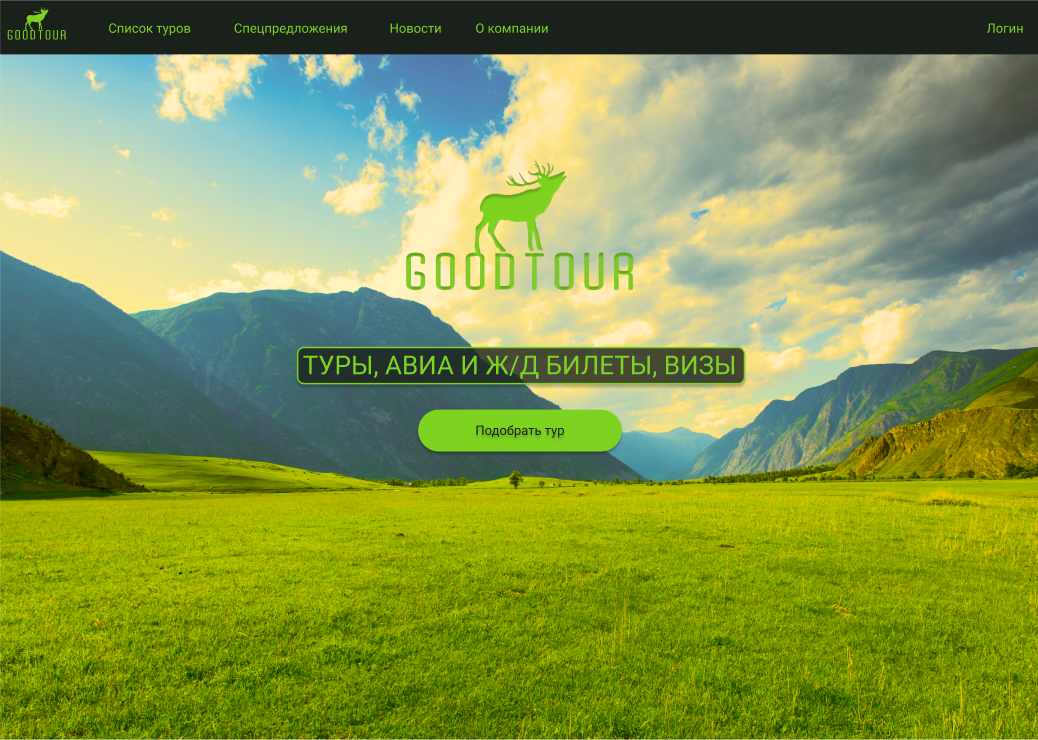 GOODTOUR
Список туров
Спецпредложения
Новости
О компании
Логин
GOODTOUR
ТУРЫ, АВИА И Ж/Д БИЛЕТЫ, ВИЗЫ
Подобрать тур